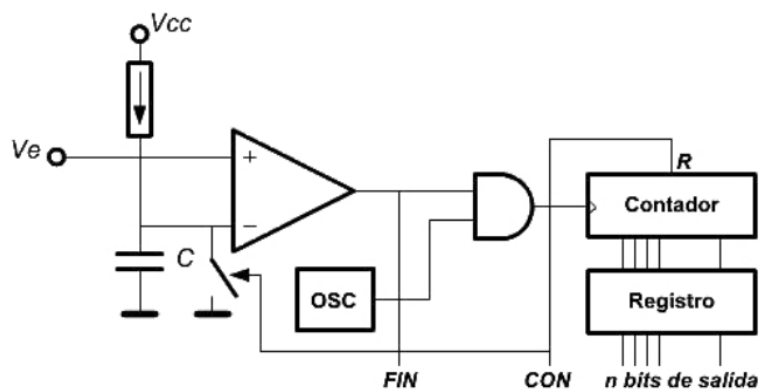 Vcc
Ve
+
R
Contador
−
C
OSC
Registro
FIN
CON
n bits de salida